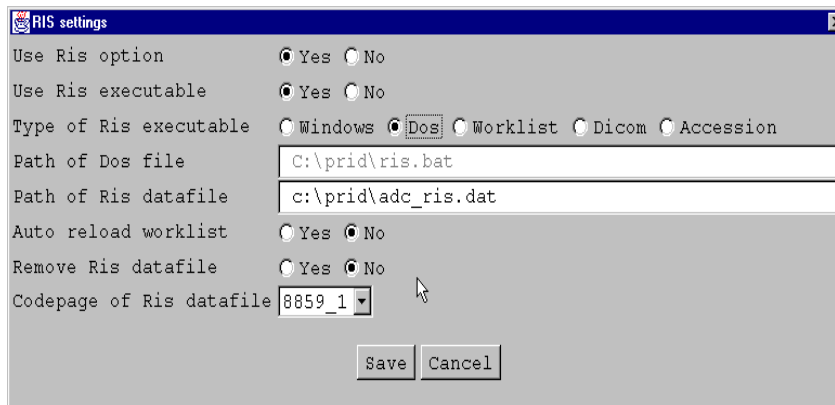 RIS settings
Use Ris option Yes No
Use Ris executable Yes No
Type of Ris executable Windows Dos Worklist Dicom Accession
Path of Dos file C:\prid\ris.bat
Path of Ris datafile c:\prid\adc_ris.dat
Auto reload worklist Yes No
Remove Ris datafile Yes No
Codepage of Ris datafile 8859_1
Save Cancel